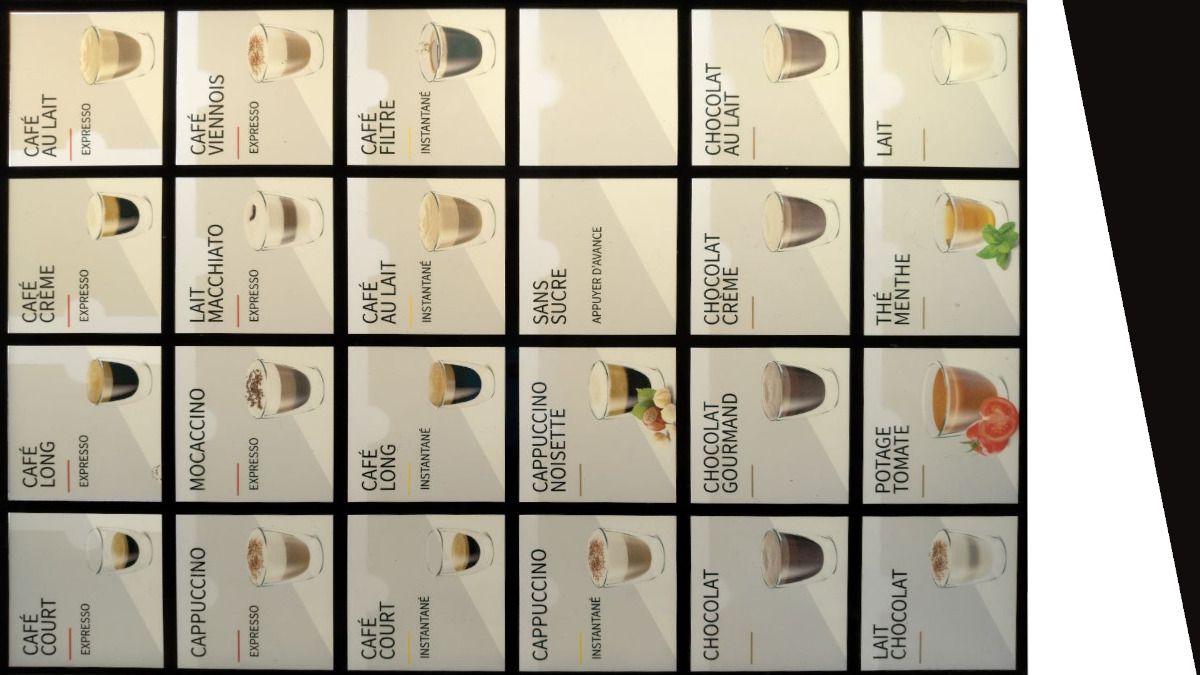 CAFÉ
COURT
EXPRESSO
CAFÉ
LONG
EXPRESSO
CAFÉ
CRÈME
EXPRESSO
CAFÉ
AU LAIT
EXPRESSO
CAPPUCCINO
EXPRESSO
MOCACCINO
EXPRESSO
LAIT
MACCHIATO
EXPRESSO
CAFÉ
VIENNOIS
EXPRESSO
CAFÉ
COURT
INSTANTANÉ
CAFÉ
LONG
INSTANTANÉ
CAFÉ
AU LAIT
INSTANTANÉ
CAFÉ
FILTRE
INSTANTANÉ
CAPPUCCINO
INSTANTANÉ
CAPPUCCINO
NOISETTE
SANS
SUCRE
APPUYER D'AVANCE
CHOCOLAT
CHOCOLAT
GOURMAND
CHOCOLAT
CRÈME
CHOCOLAT
AU LAIT
LAIT
CHOCOLAT
POTAGE
TOMATE
THÉ
MENTHE
LAIT